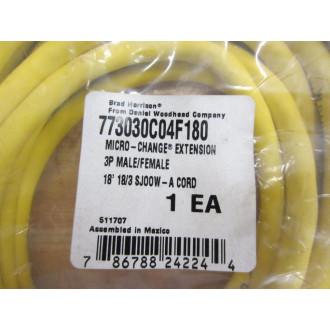 Brad Harrison®
From Daniel Woodhead Company
773030C04F180
MICRO-CHANGE® EXTENSION
3P MALE/FEMALE
18' 18/3 SJOOW-A CORD
1 EA
511707
Assembled in Mexico
7 86788 24224 4